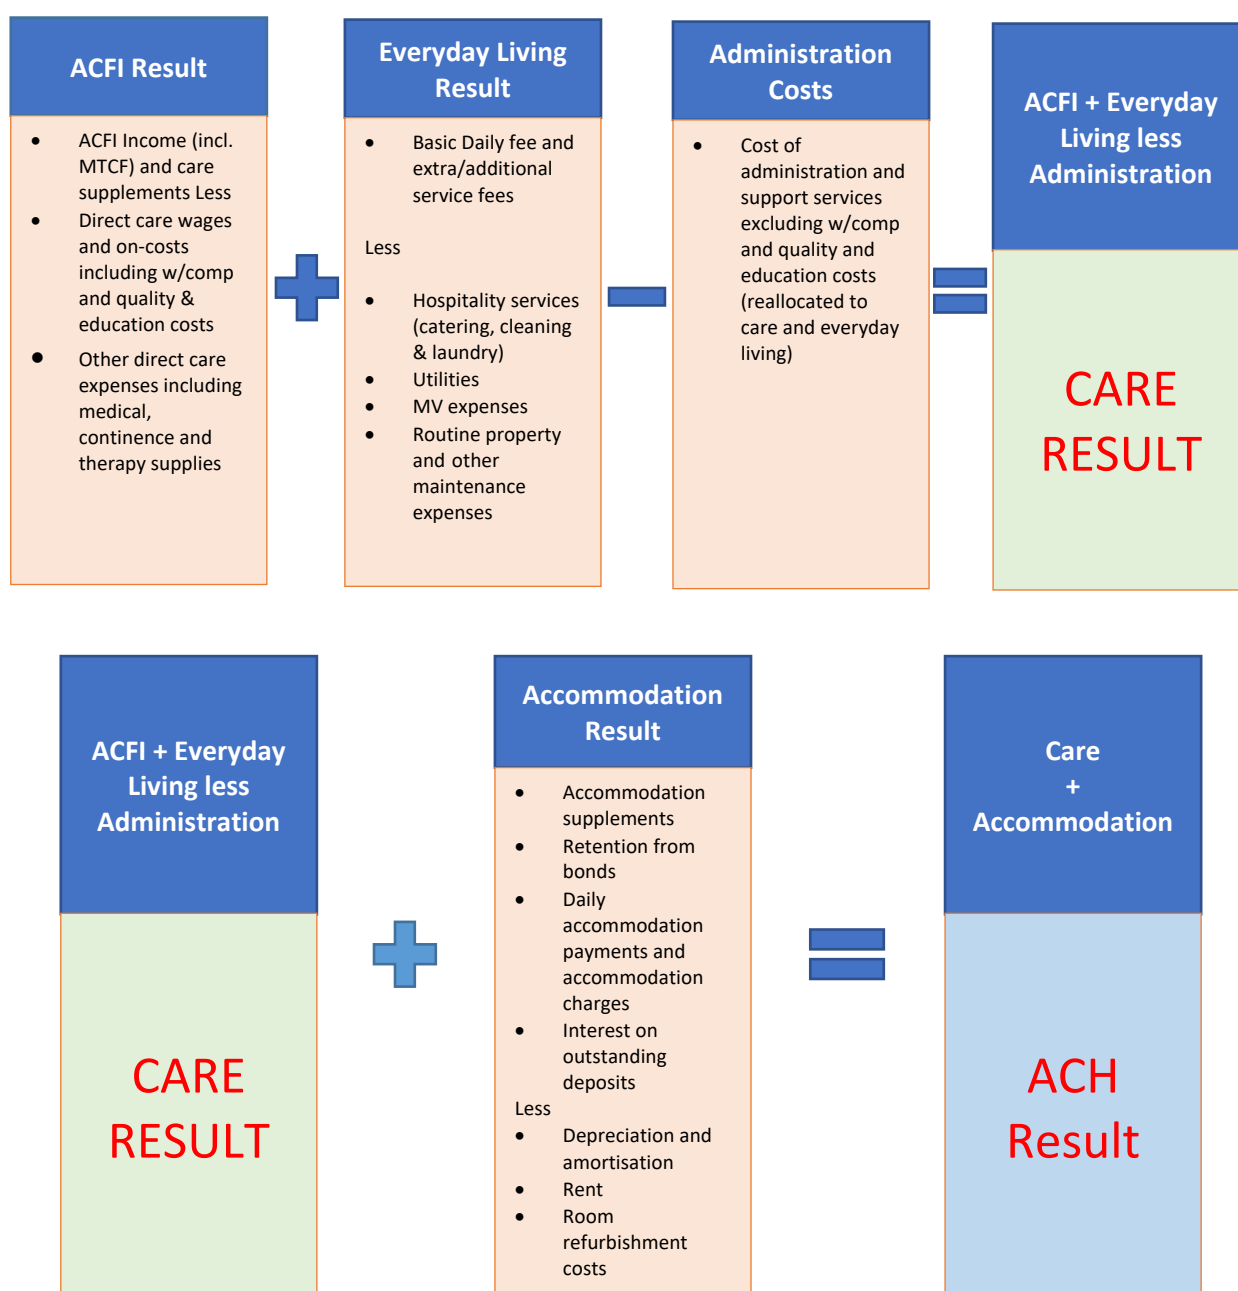 ACFI Result
• ACFI Income (incl.
MTCF) and care
supplements Less
• Direct care wages
and on-costs
including w/comp
and quality &
education costs
• Other direct care
expenses including
medical,
continence and
therapy supplies
Everyday Living
Result
• Basic Daily fee and
extra/additional
service fees
Less
• Hospitality services
(catering, cleaning
& laundry)
• Utilities
• MV expenses
• Routine property
and other
maintenance
expenses
Administration
Costs
• Cost of
administration and
support services
excluding w/comp
and quality and
education costs
(reallocated to
care and everyday
living)
ACFI + Everyday
Living less
Administration
CARE
RESULT
ACFI + Everyday
Living less
Administration
CARE
RESULT
Accommodation
Result
• Accommodation
supplements
• Retention from
bonds
• Daily
accommodation
payments and
accommodation
charges
• Interest on
outstanding
deposits
Less
• Depreciation and
amortisation
• Rent
• Room
refurbishment
costs
Care
+
Accommodation
ACH
Result